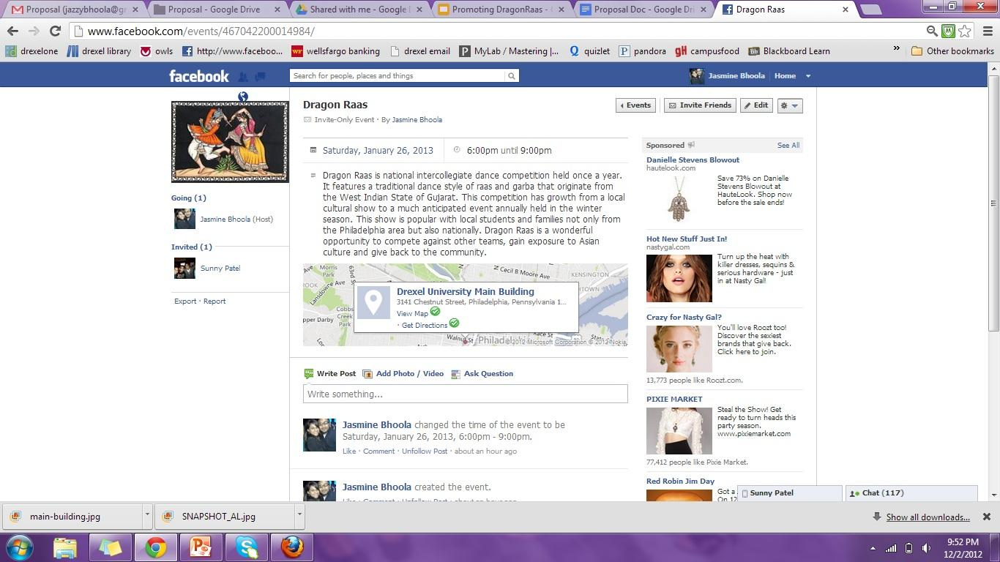 Proposal (jazzybhoola@gr
Proposal - Google Drive
Shared with me - Google D
Promoting DragonRaas - G
Proposal Doc - Google Dri
Dragon Raas
www.facebook.com/events/467042200014984/
drexelone
drexel library
owls
http://www.faceboo...
wellsfargo banking
drexel email
MyLab / Mastering |...
quizlet
pandora
campusfood
Blackboard Learn
»
Other bookmarks
facebook
Search for people, places and things
Jasmine Bhoola
Home
Dragon Raas
Invite-Only Event · By Jasmine Bhoola
Events
Invite Friends
Edit
Going (1)
Jasmine Bhoola (Host)
Invited (1)
Sunny Patel
Export · Report
Saturday, January 26, 2013
6:00pm until 9:00pm
Dragon Raas is national intercollegiate dance competition held once a year.
It features a traditional dance style of raas and garba that originate from
the West Indian State of Gujarat. This competition has growth from a local
cultural show to a much anticipated event annually held in the winter
season. This show is popular with local students and families not only from
the Philadelphia area but also nationally. Dragon Raas is a wonderful
opportunity to compete against other teams, gain exposure to Asian
culture and give back to the community.
Morris
Park
63rd
W Cecil B Moore Ave
KENSINGTON
Lansdowne Ave
Cobbs
Creek
pper Darby
Drexel University Main Building
3141 Chestnut Street, Philadelphia, Pennsylvania 1...
View Map
· Get Directions
Race St
Philadelphia
© 2012 Microsoft Corporation © 2012 Nokia
Write Post
Add Photo / Video
Ask Question
Write something...
Jasmine Bhoola changed the time of the event to be
Saturday, January 26, 2013, 6:00pm - 9:00pm.
Like · Comment · Unfollow Post · about an hour ago
Jasmine Bhoola created the event.
Like · Comment · Unfollow Post · about an hour ago
Sponsored
See All
Danielle Stevens Blowout
hautelook.com
Save 73% on Danielle
Stevens Blowout at
HauteLook. Shop now
before the sale ends!
Hot New Stuff Just In!
nastygal.com
Turn up the heat with
killer dresses, sequins &
serious hardware - just
in at Nasty Gal!
Crazy for Nasty Gal?
You'll love Roozt too!
Discover the sexiest
brands that give back.
Click here to join.
13,773 people like Roozt.com.
PIXIE MARKET
Steal the Show! Get
ready to turn heads this
party season.
www.pixiemarket.com
77,412 people like Pixie Market.
Red Robin Jim Day
Got a
On 12
Sunny Patel
Chat (117)
main-building.jpg
SNAPSHOT_AL.jpg
Show all downloads...
9:52 PM
12/2/2012